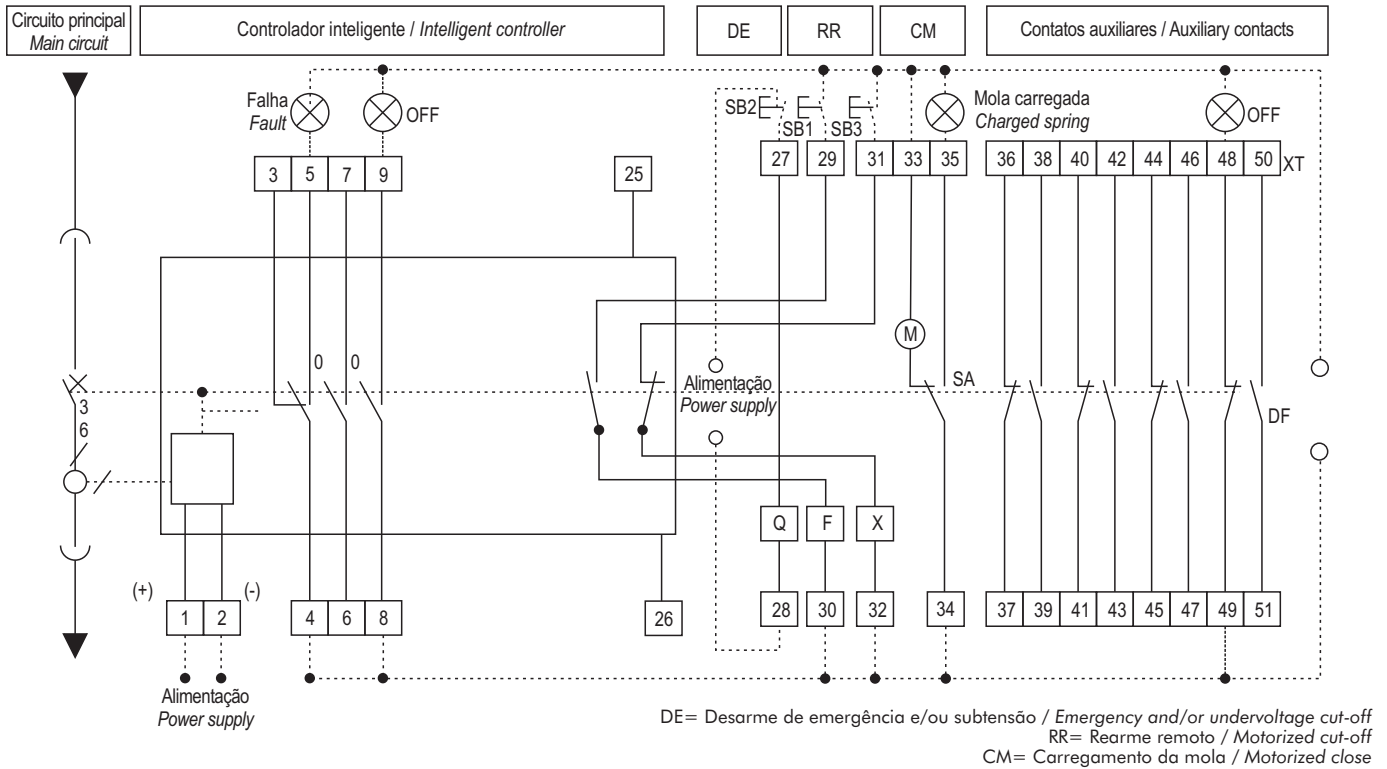 Circuito principal
Main circuit
Controlador inteligente / Intelligent controller
DE
RR
CM
Contatos auxiliares / Auxiliary contacts
Falha
Fault
OFF
SB2
SB1
SB3
Mola carregada
Charged spring
OFF
3 5 7 9
25
27 29 31 33 35
36 38 40 42 44 46 48 50 XT
M
0 0
3
6
Alimentação
Power supply
SA
DF
Q F X
(+)
(-)
1 2
4 6 8
26
28 30 32 34
37 39 41 43 45 47 49 51
Alimentação
Power supply
DE= Desarme de emergência e/ou subtensão / Emergency and/or undervoltage cut-off
RR= Rearme remoto / Motorized cut-off
CM= Carregamento da mola / Motorized close